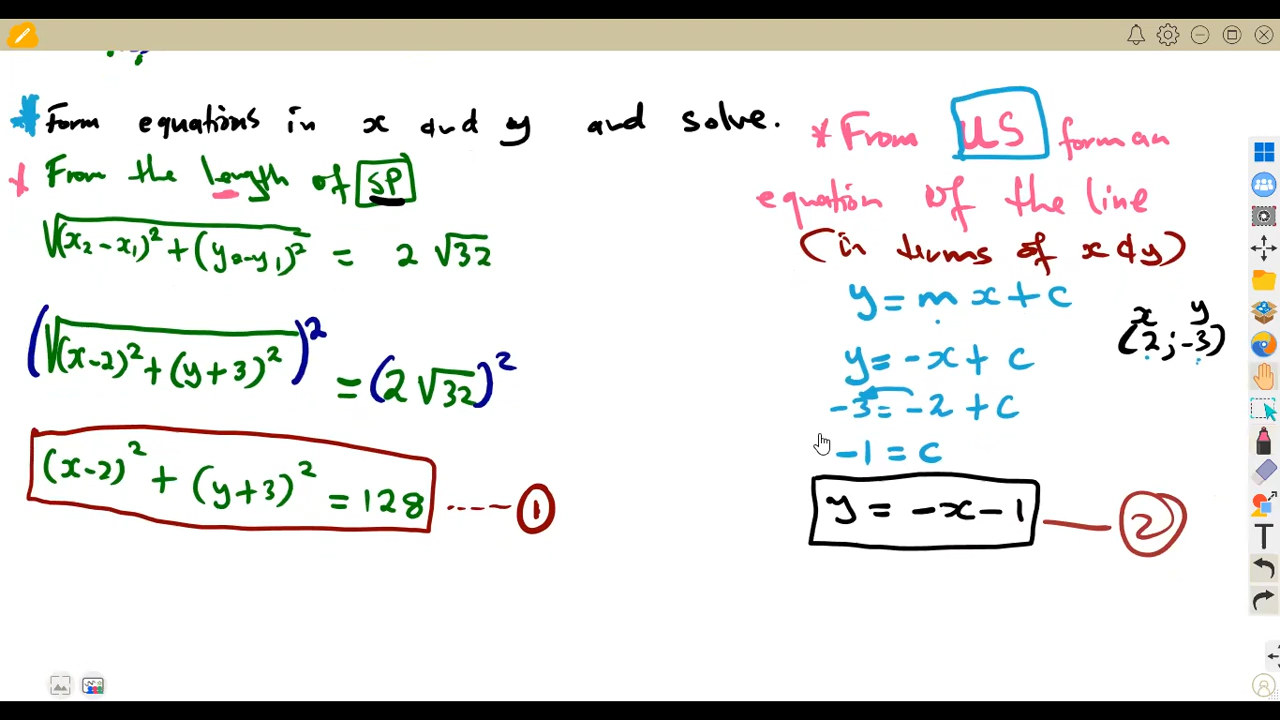 * Form equations in x and y and solve.
* From the length of SP
√(x₂-x₁)² + (y₂-y₁)² = 2√32
(√(x-2)² + (y+3)²)² = (2√32)²
(x-2)² + (y+3)² = 128 ------ ①
* From US form an
equation of the line
(in terms of x & y)
y = mx + c
y = -x + c
-3 = -2 + c
-1 = c
y = -x - 1 —— ②
x y
(2;-3)
T